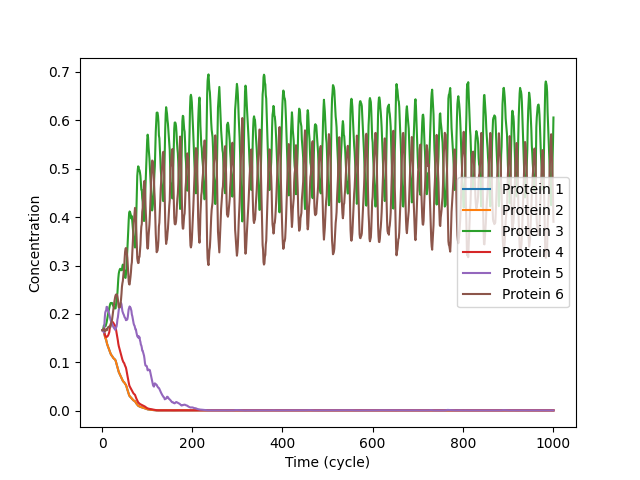 0.7
0.6
0.5
0.4
0.3
0.2
0.1
0.0
Concentration
0
200
400
600
800
1000
Time (cycle)
Protein 1
Protein 2
Protein 3
Protein 4
Protein 5
Protein 6